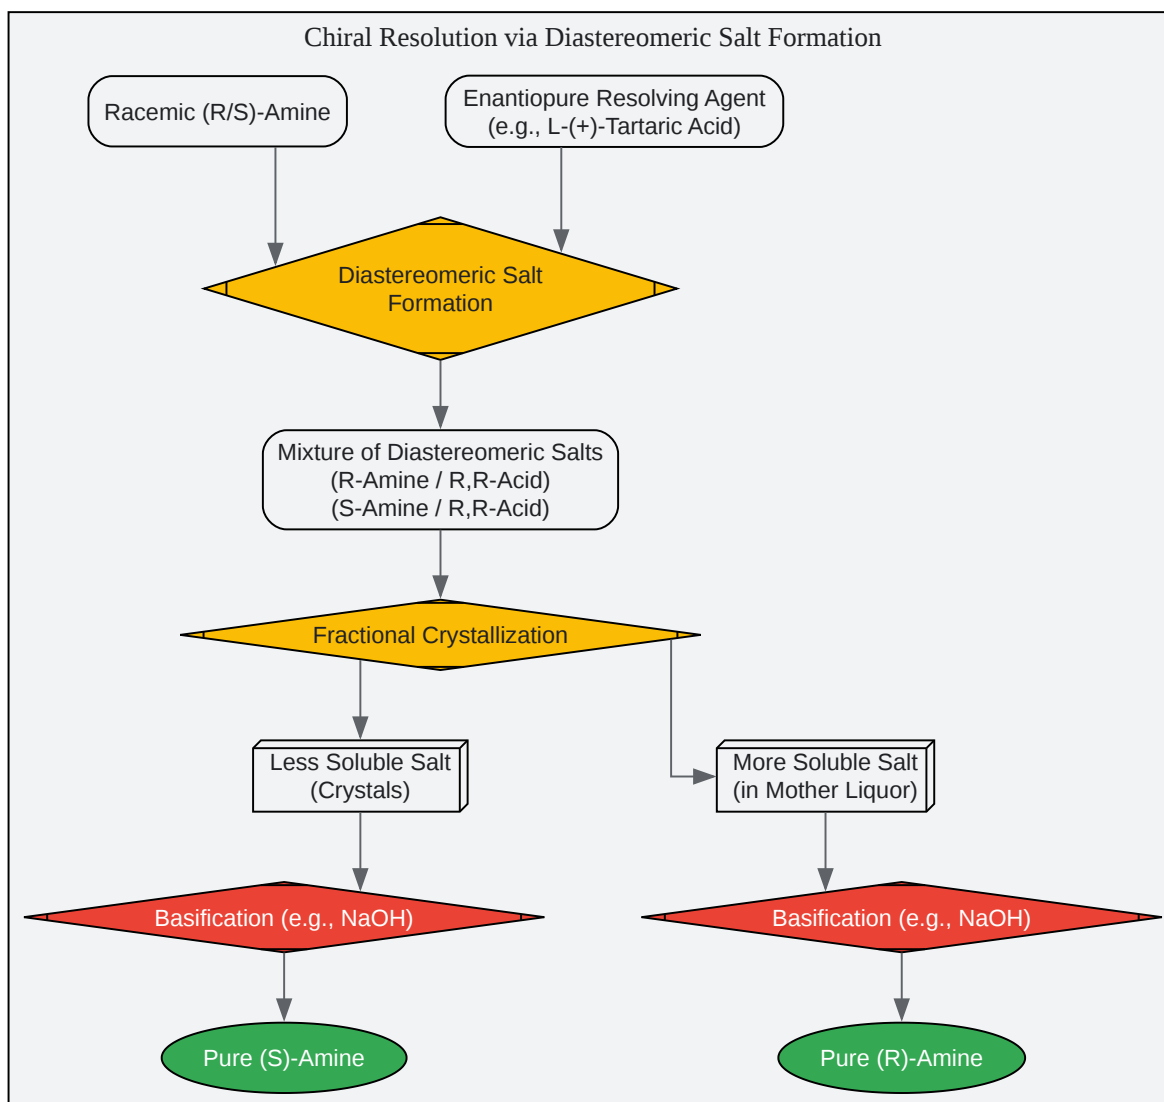 Chiral Resolution via Diastereomeric Salt Formation
Racemic (R/S)-Amine
Enantiopure Resolving Agent
(e.g., L-(+)-Tartaric Acid)
Diastereomeric Salt
Formation
Mixture of Diastereomeric Salts
(R-Amine / R,R-Acid)
(S-Amine / R,R-Acid)
Fractional Crystallization
Less Soluble Salt
(Crystals)
More Soluble Salt
(in Mother Liquor)
Basification (e.g., NaOH)
Basification (e.g., NaOH)
Pure (S)-Amine
Pure (R)-Amine